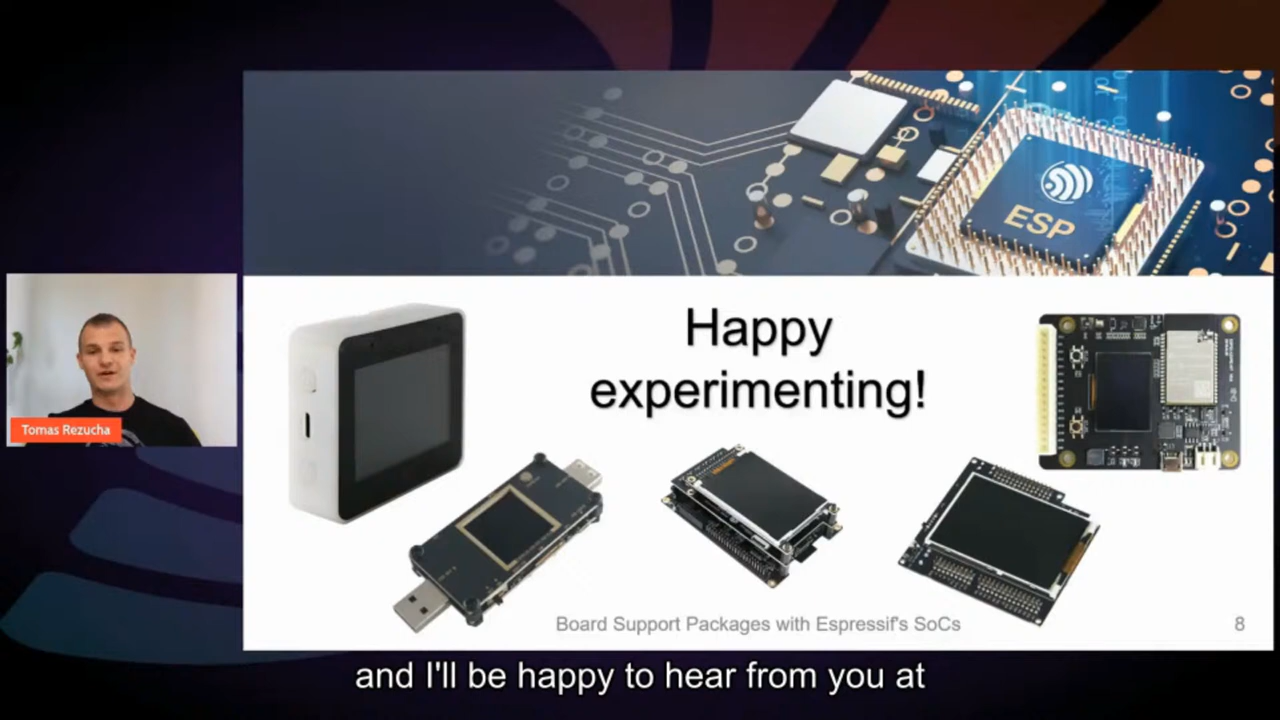 ESP
Happy
experimenting!
Tomas Rezucha
Board Support Packages with Espressif's SoCs
8
and I'll be happy to hear from you at